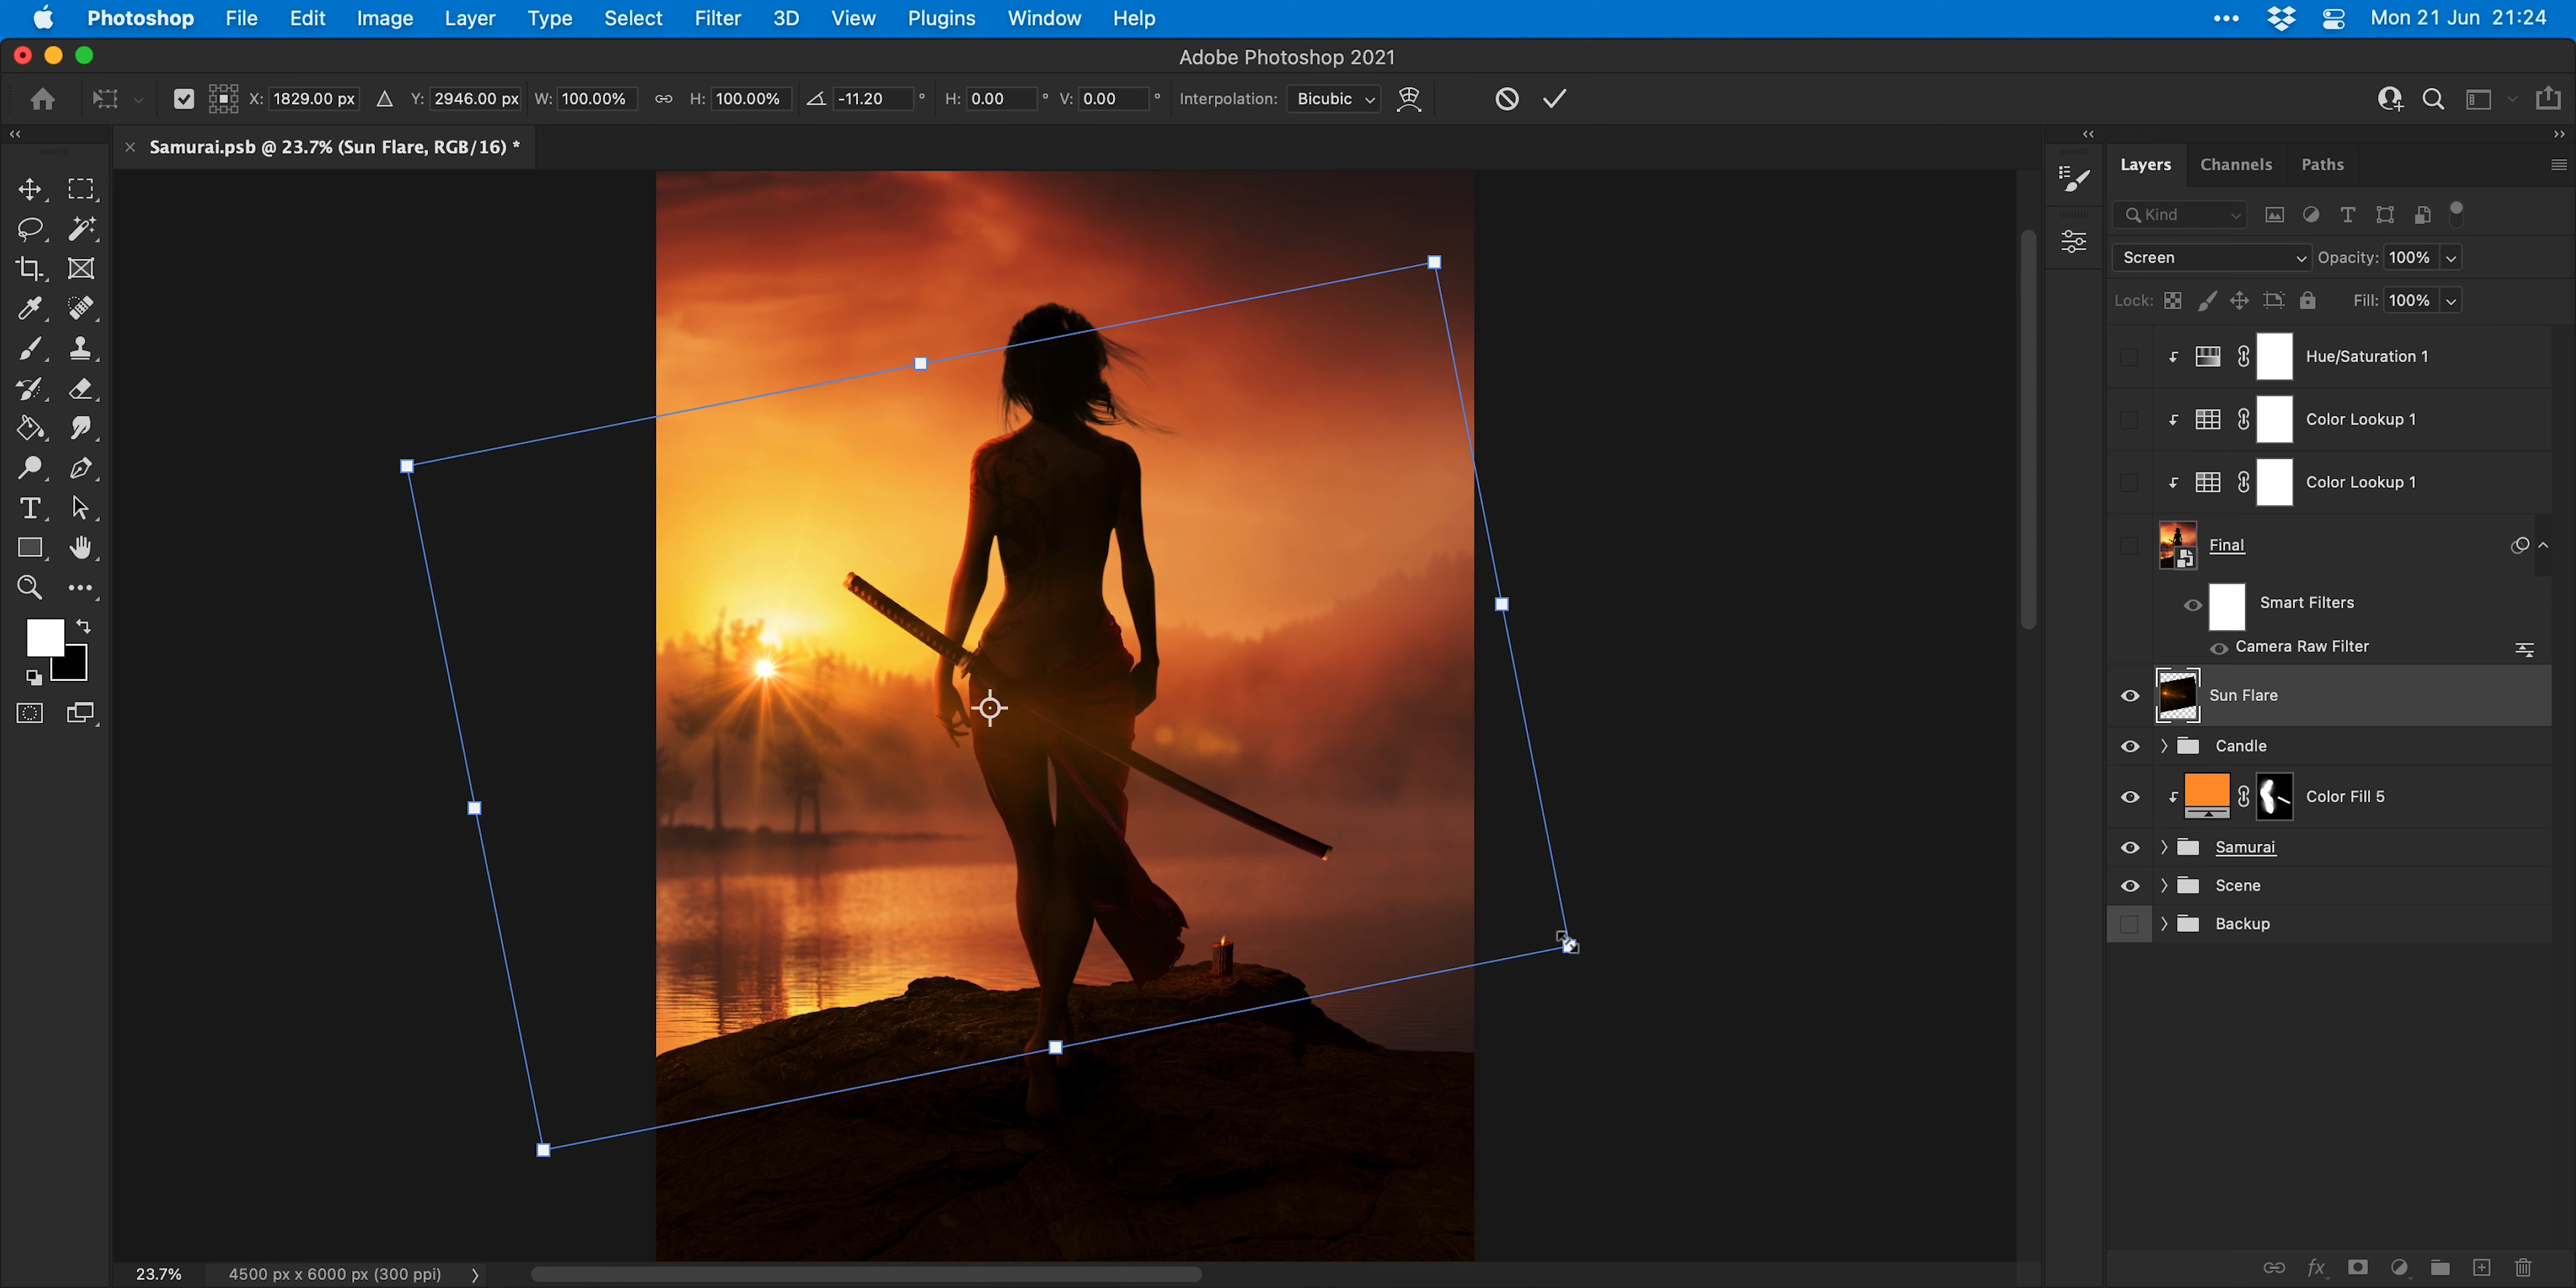 Photoshop File Edit Image Layer Type Select Filter 3D View Plugins Window Help Mon 21 Jun 21:24
Adobe Photoshop 2021
X: 1829.00 px Y: 2946.00 px W: 100.00% H: 100.00% -11.20 ° H: 0.00 ° V: 0.00 ° Interpolation: Bicubic
Samurai.psb @ 23.7% (Sun Flare, RGB/16) *
Layers Channels Paths
Kind
Screen Opacity: 100%
Lock: Fill: 100%
Hue/Saturation 1
Color Lookup 1
Color Lookup 1
Final
Smart Filters
Camera Raw Filter
Sun Flare
Candle
Color Fill 5
Samurai
Scene
Backup
23.7% 4500 px x 6000 px (300 ppi)
fx